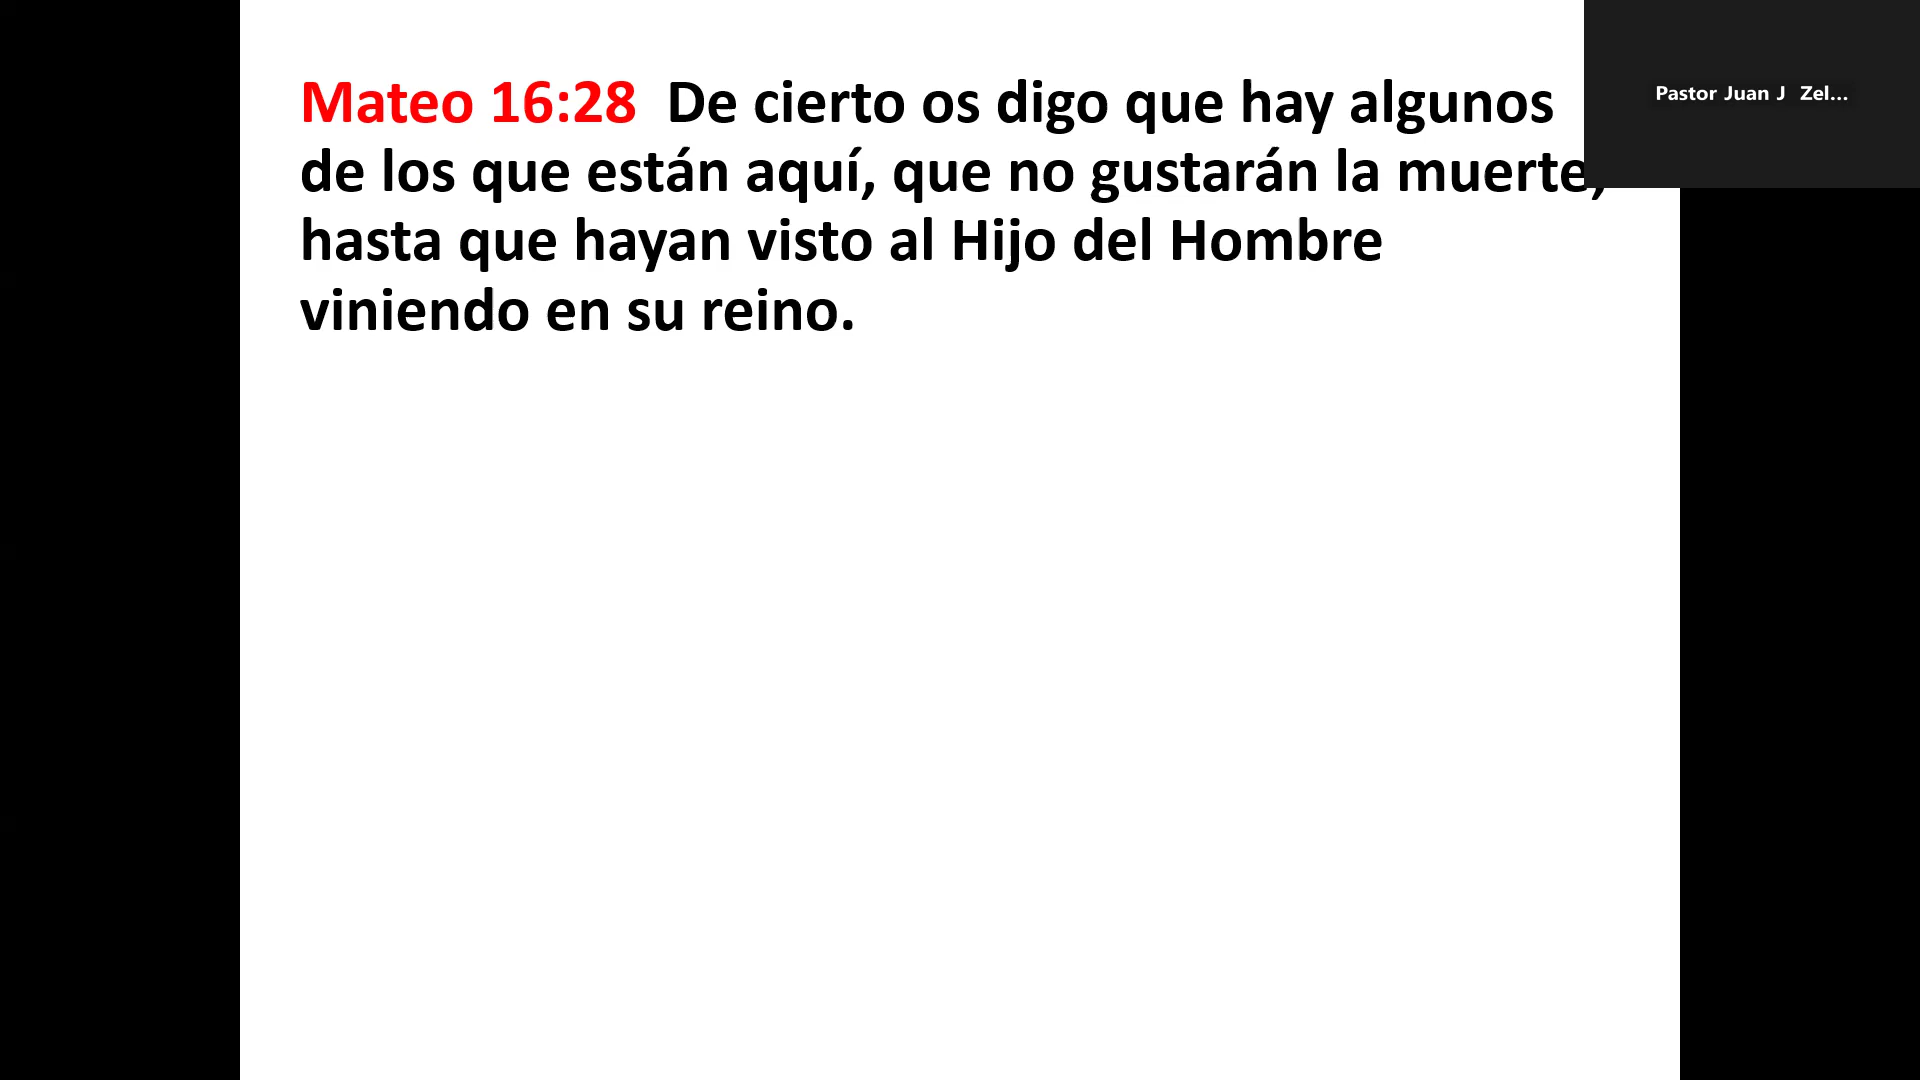 Mateo 16:28  De cierto os digo que hay algunos
de los que están aquí, que no gustarán la muerte,
hasta que hayan visto al Hijo del Hombre
viniendo en su reino.
Pastor Juan J  Zel...